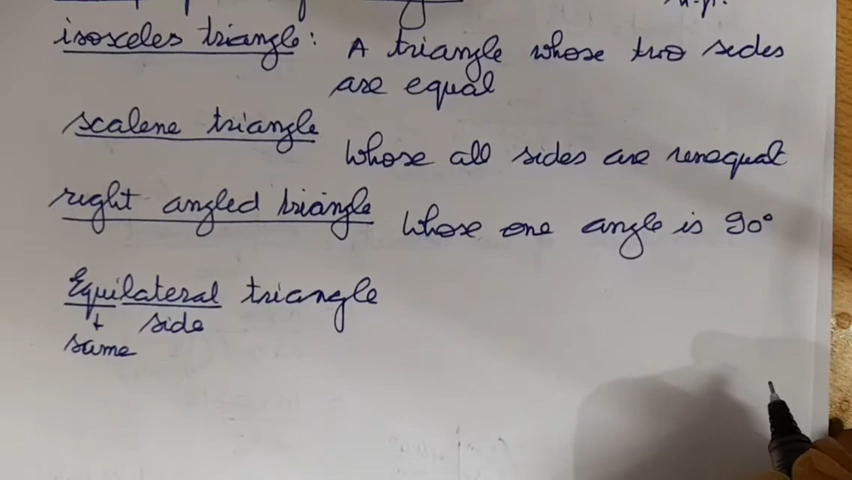 isosceles triangle: A triangle whose two sides
are equal
scalene triangle
whose all sides are unequal
right angled triangle whose one angle is 90°
Equilateral triangle
side
same